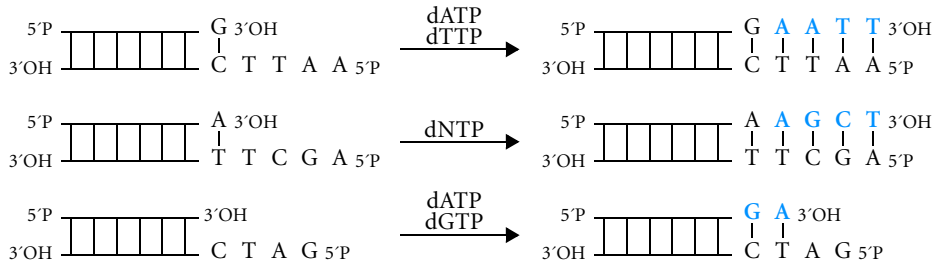 dATP
5´P G 3´OH dTTP 5´P G A A T T 3´OH
3´OH C T T A A 5´P 3´OH C T T A A 5´P
5´P A 3´OH dNTP 5´P A A G C T 3´OH
3´OH T T C G A 5´P 3´OH T T C G A 5´P
dATP
5´P 3´OH dGTP 5´P G A 3´OH
3´OH C T A G 5´P 3´OH C T A G 5´P